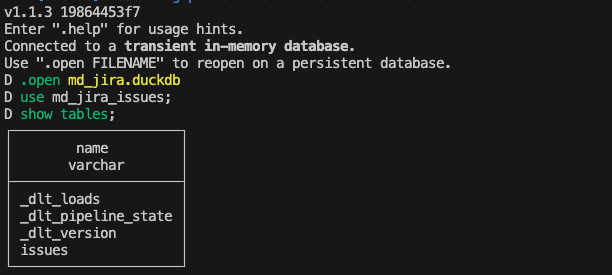 v1.1.3 19864453f7
Enter ".help" for usage hints.
Connected to a transient in-memory database.
Use ".open FILENAME" to reopen on a persistent database.
D .open md_jira.duckdb
D use md_jira_issues;
D show tables;
name
varchar
_dlt_loads
_dlt_pipeline_state
_dlt_version
issues